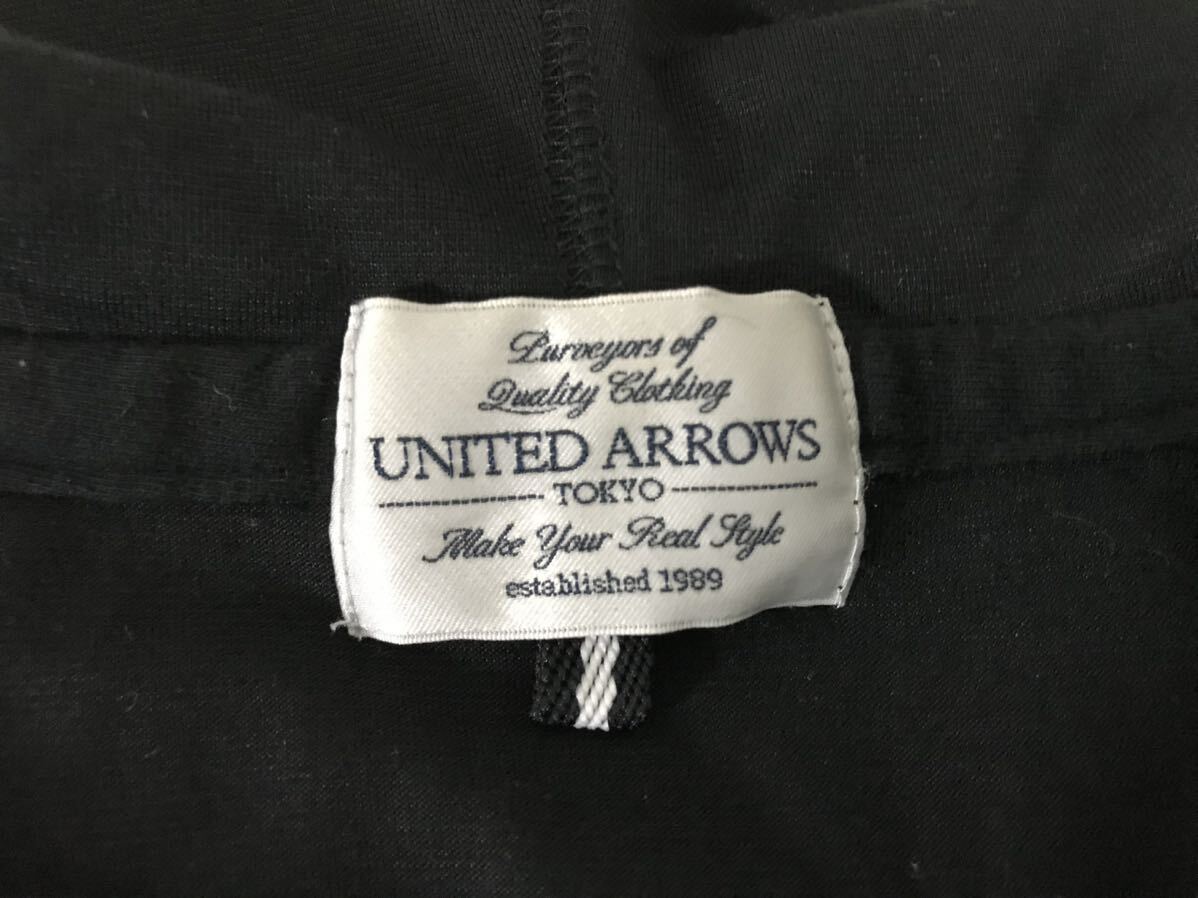 Purveyors of
Quality Clothing
UNITED ARROWS
TOKYO
Make Your Real Style
established 1989